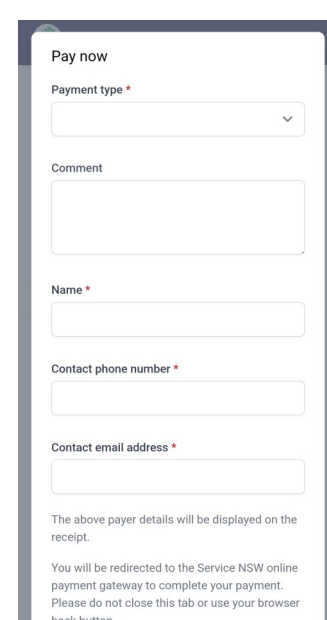 Pay now
Payment type *
Comment
Name *
Contact phone number *
Contact email address *
The above payer details will be displayed on the
receipt.
You will be redirected to the Service NSW online
payment gateway to complete your payment.
Please do not close this tab or use your browser
back button